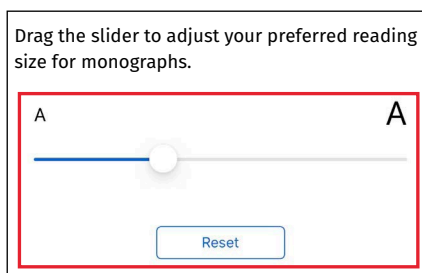 Drag the slider to adjust your preferred reading
size for monographs.
A A
Reset